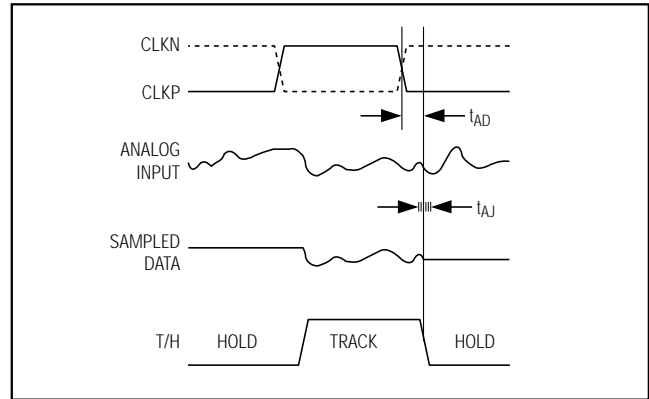 CLKN
CLKP
tAD
ANALOG
INPUT
tAJ
SAMPLED
DATA
T/H
HOLD
TRACK
HOLD